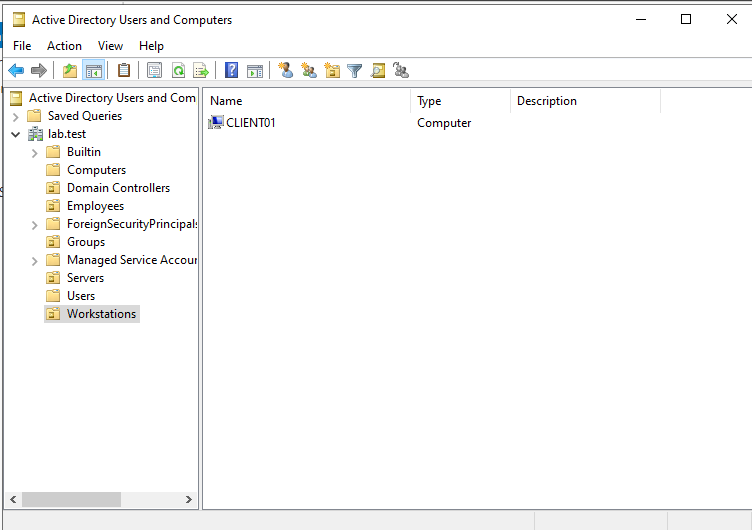 Active Directory Users and Computers
File Action View Help
Active Directory Users and Com
Saved Queries
lab.test
Builtin
Computers
Domain Controllers
Employees
ForeignSecurityPrincipals
Groups
Managed Service Accour
Servers
Users
Workstations
Name Type Description
CLIENT01 Computer